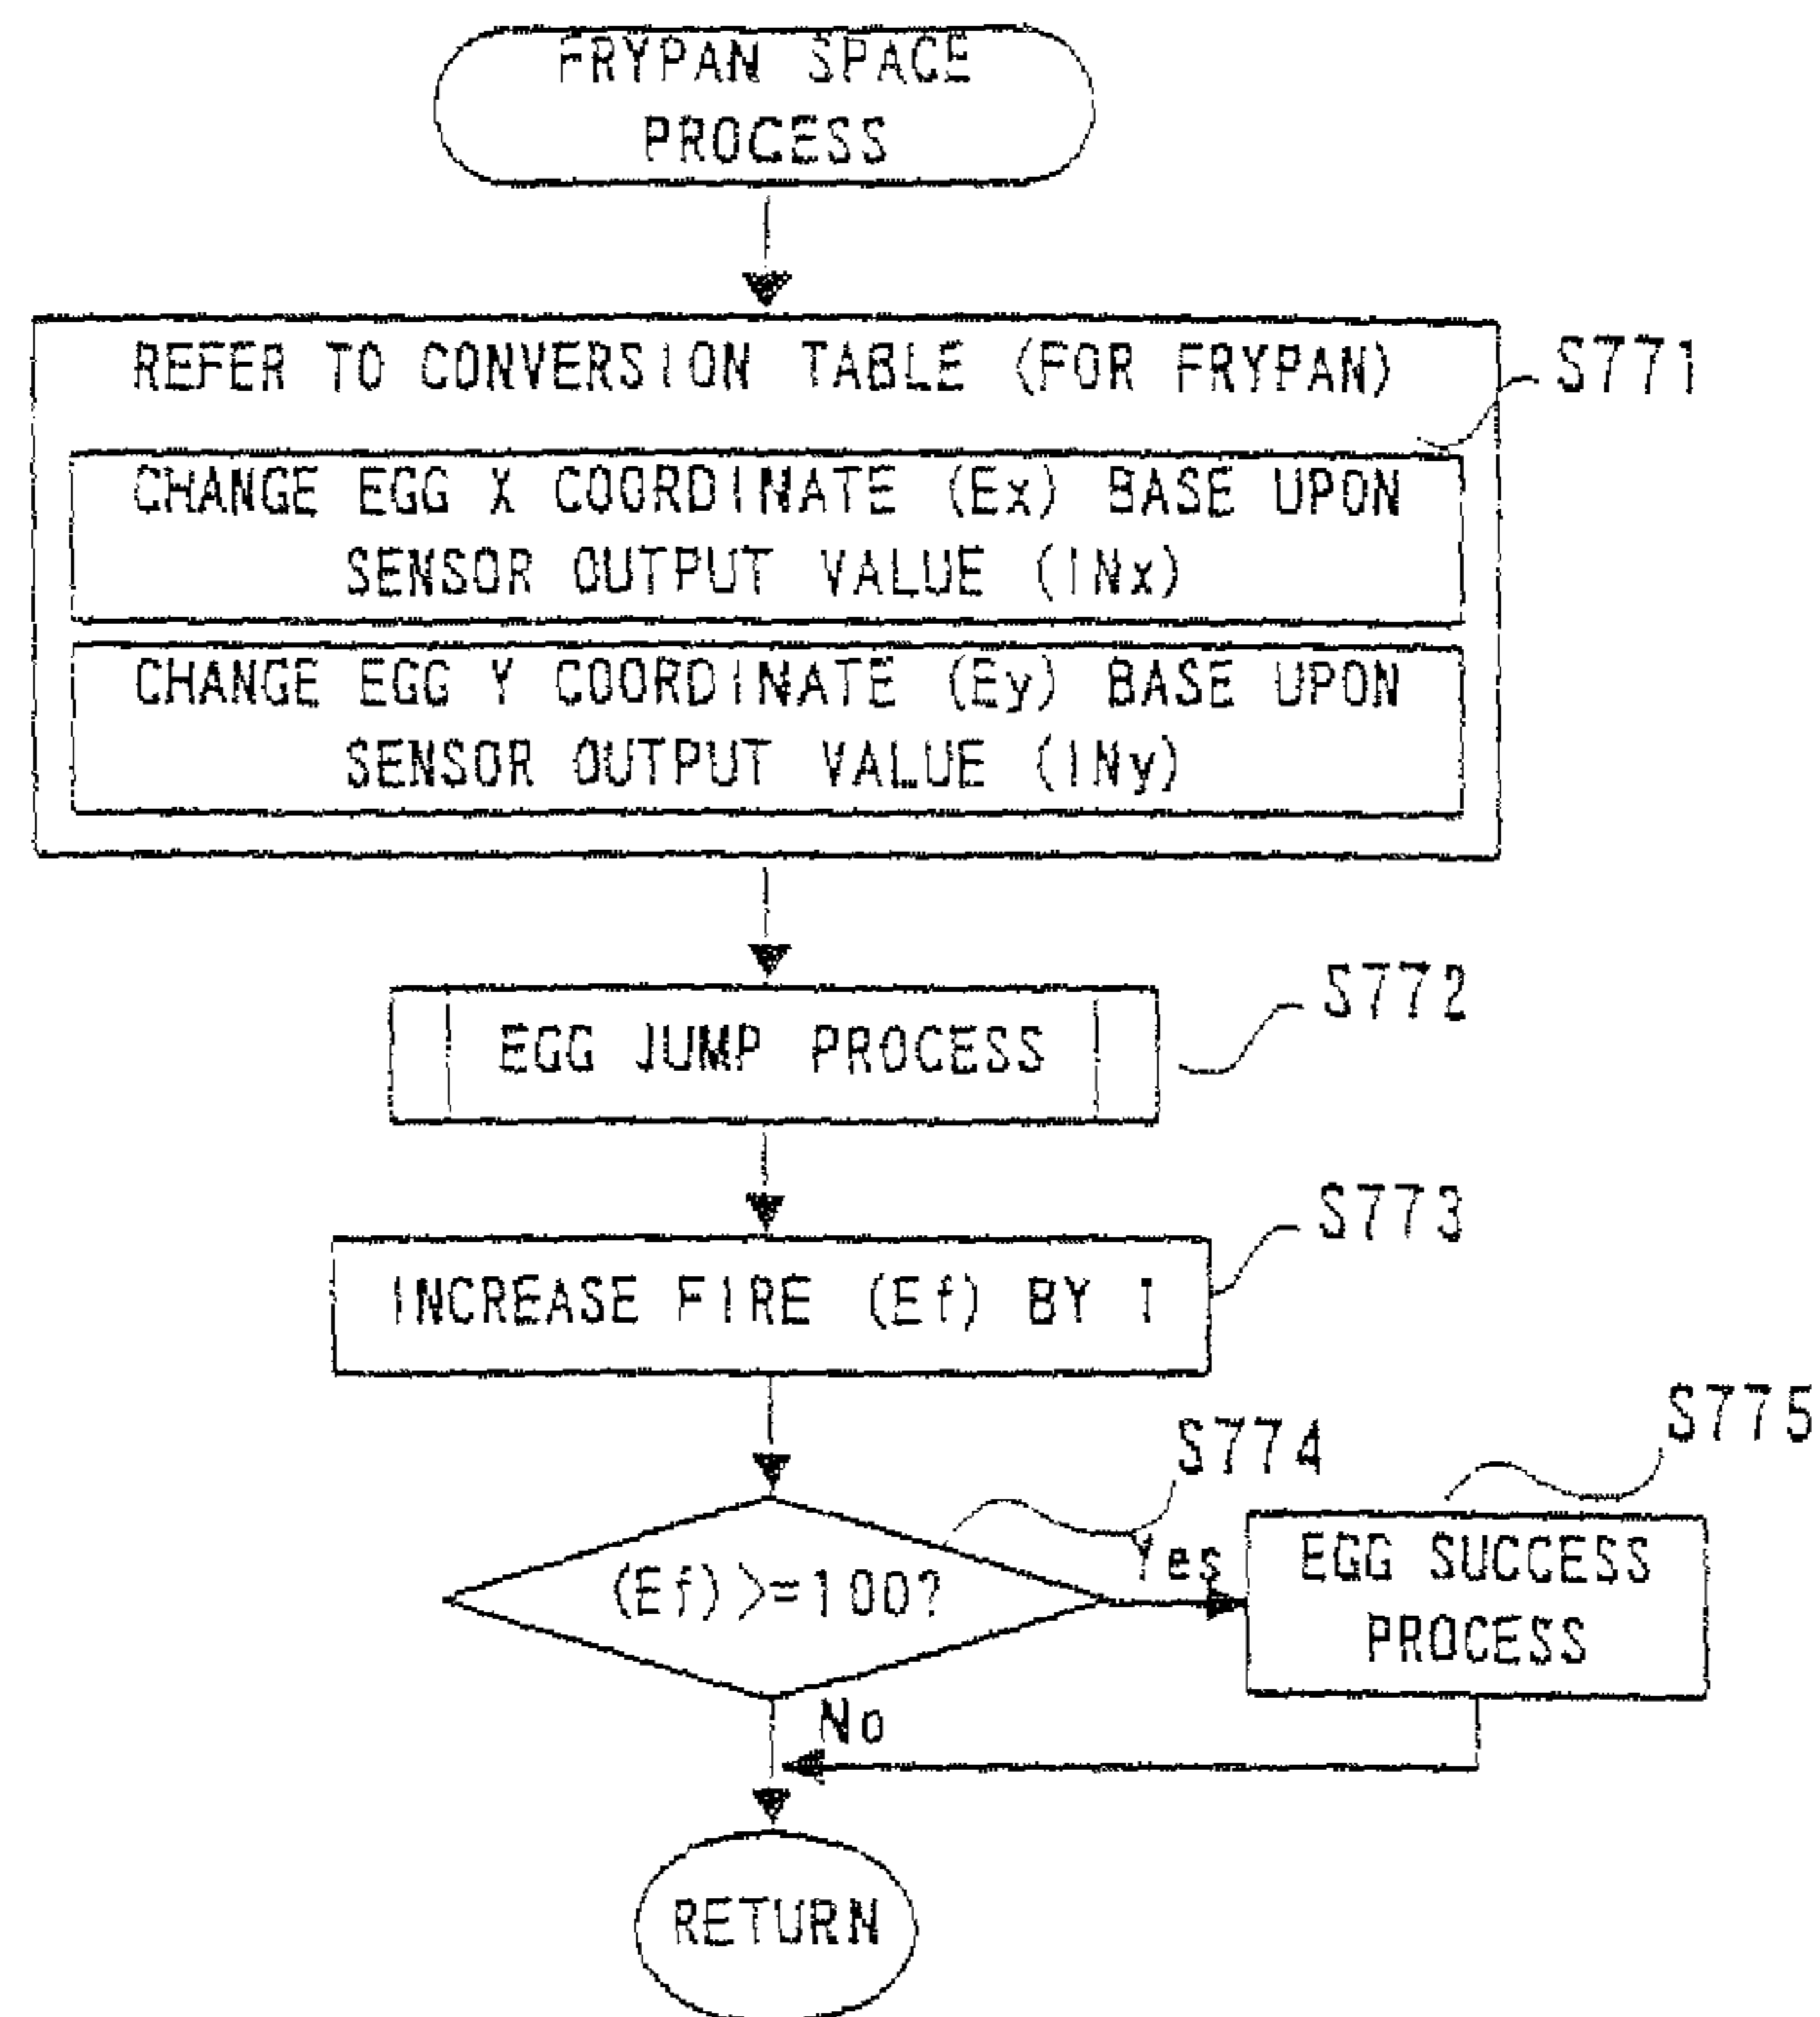 FRYPAN SPACE
PROCESS
REFER TO CONVERSION TABLE (FOR FRYPAN)
S771
CHANGE EGG X COORDINATE (Ex) BASE UPON
SENSOR OUTPUT VALUE (INx)
CHANGE EGG Y COORDINATE (Ey) BASE UPON
SENSOR OUTPUT VALUE (INy)
EGG JUMP PROCESS
S772
S773
INCREASE FIRE (Ef) BY 1
S774
S775
(Ef)>=100?
Yes
EGG SUCCESS
PROCESS
No
RETURN